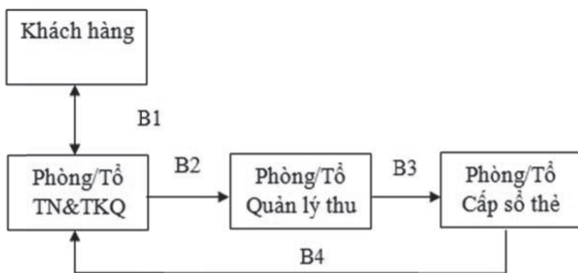 Khách hàng
B1
Phòng/Tổ
TN&TKQ
B2
Phòng/Tổ
Quản lý thu
B3
Phòng/Tổ
Cấp sổ thẻ
B4